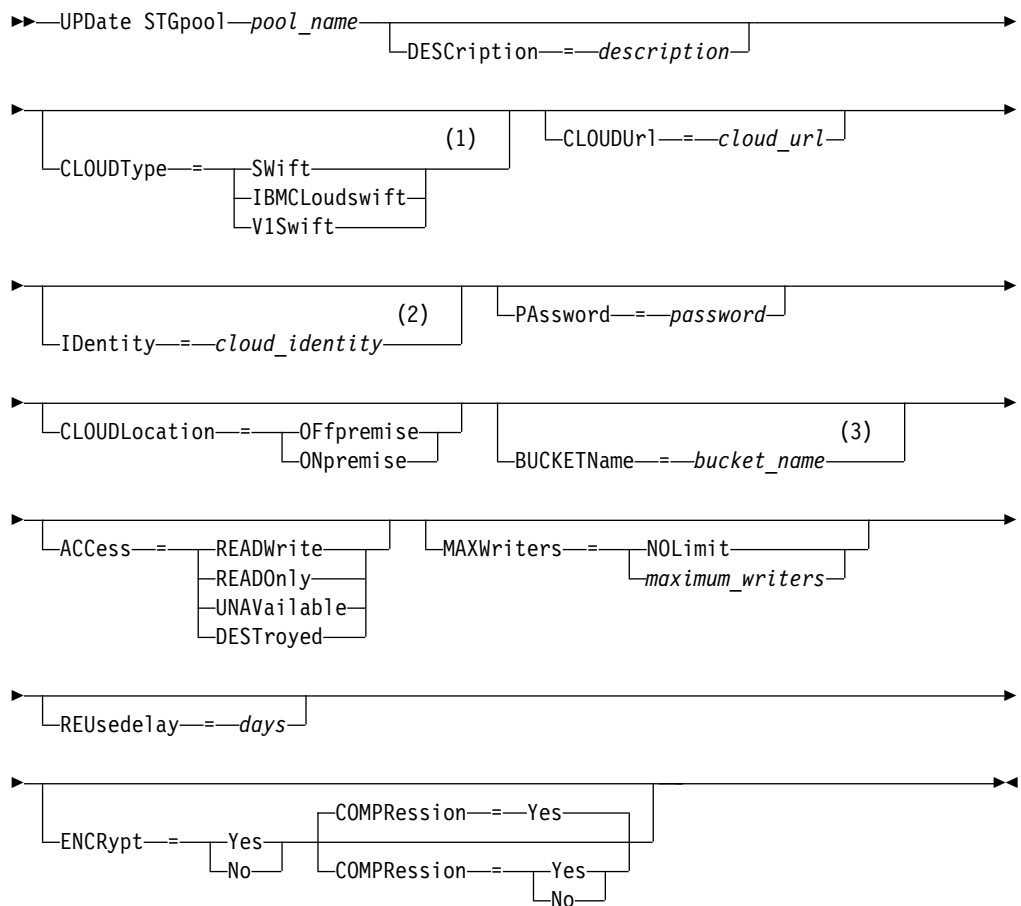 UPDate STGpool pool_name
DESCription = description
(1)
CLOUDType = SWift
IBMCLoudswift
V1Swift
CLOUDUrl = cloud_url
(2)
IDentity = cloud_identity
PAssword = password
CLOUDLocation = OFfpremise
ONpremise
(3)
BUCKETName = bucket_name
ACCess = READWrite
READOnly
UNAVailable
DESTroyed
MAXWriters = NOLimit
maximum_writers
REUsedelay = days
COMPRession = Yes
ENCRypt = Yes
No
COMPRession = Yes
No